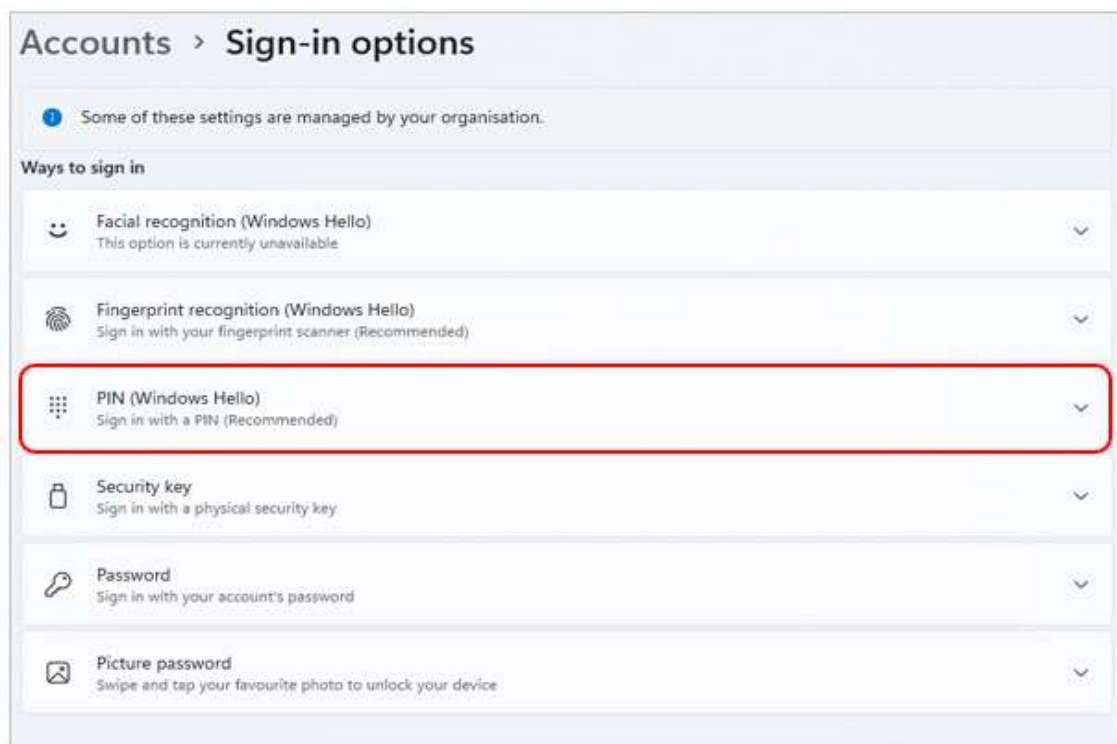 Accounts > Sign-in options
Some of these settings are managed by your organisation.
Ways to sign in
Facial recognition (Windows Hello)
This option is currently unavailable
Fingerprint recognition (Windows Hello)
Sign in with your fingerprint scanner (Recommended)
PIN (Windows Hello)
Sign in with a PIN (Recommended)
Security key
Sign in with a physical security key
Password
Sign in with your account's password
Picture password
Swipe and tap your favourite photo to unlock your device